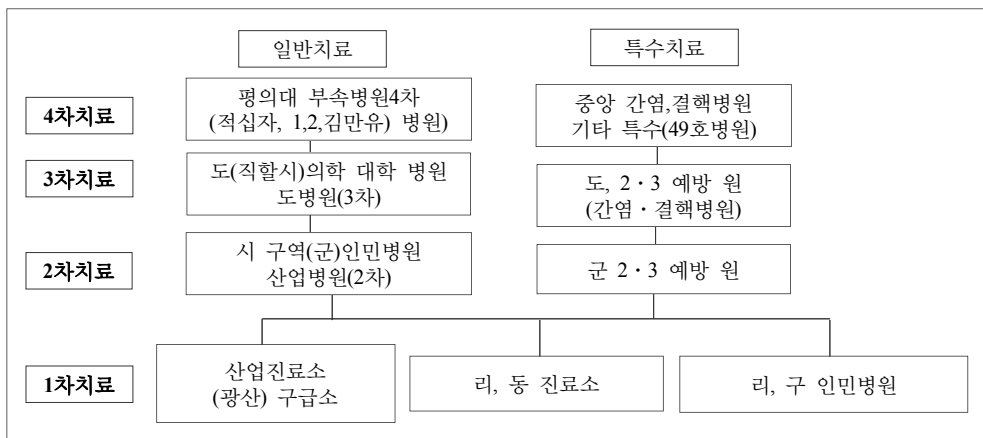 일반치료
특수치료
4차치료
평의대 부속병원4차
(적십자, 1,2,김만유) 병원)
중앙 간염,결핵병원
기타 특수(49호병원)
3차치료
도(직할시)의학 대학 병원
도병원(3차)
도, 2・3 예방 원
(간염・결핵병원)
2차치료
시 구역(군)인민병원
산업병원(2차)
군 2・3 예방 원
1차치료
산업진료소
(광산) 구급소
리, 동 진료소
리, 구 인민병원